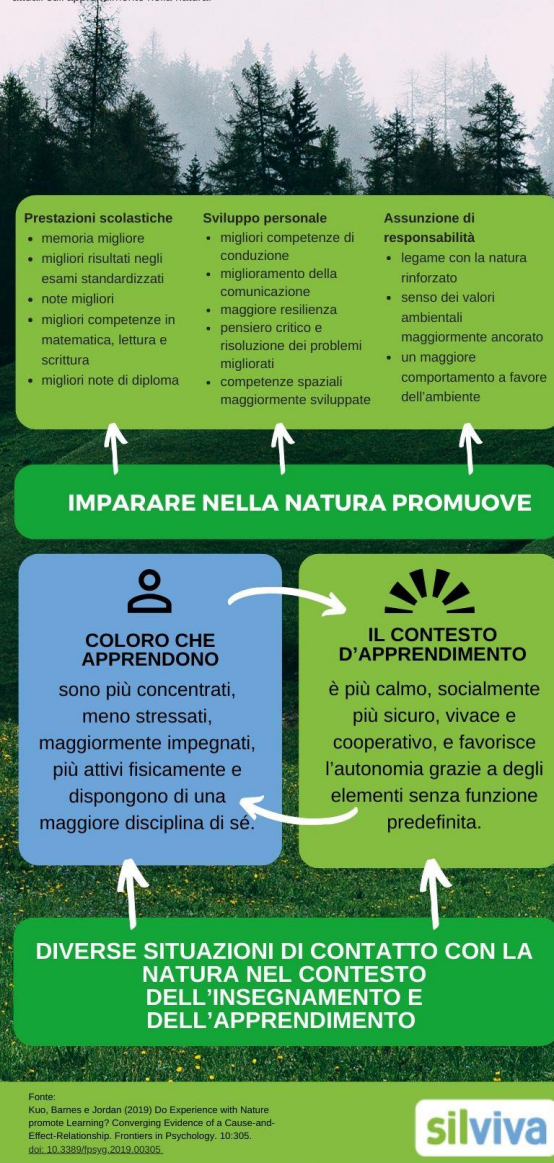 Prestazioni scolastiche
• memoria migliore
• migliori risultati negli
esami standardizzati
• note migliori
• migliori competenze in
matematica, lettura e
scrittura
• migliori note di diploma
Sviluppo personale
• migliori competenze di
conduzione
• miglioramento della
comunicazione
• maggiore resilienza
• pensiero critico e
risoluzione dei problemi
migliorati
• competenze spaziali
maggiormente sviluppate
Assunzione di
responsabilità
• legame con la natura
rinforzato
• senso dei valori
ambientali
maggiormente ancorato
• un maggiore
comportamento a favore
dell'ambiente
IMPARARE NELLA NATURA PROMUOVE
COLORO CHE
APPRENDONO
sono più concentrati,
meno stressati,
maggiormente impegnati,
più attivi fisicamente e
dispongono di una
maggiore disciplina di sé.
IL CONTESTO
D'APPRENDIMENTO
è più calmo, socialmente
più sicuro, vivace e
cooperativo, e favorisce
l'autonomia grazie a degli
elementi senza funzione
predefinita.
DIVERSE SITUAZIONI DI CONTATTO CON LA
NATURA NEL CONTESTO
DELL'INSEGNAMENTO E
DELL'APPRENDIMENTO
Fonte:
Kuo, Barnes e Jordan (2019) Do Experience with Nature
promote Learning? Converging Evidence of a Cause-and-
Effect-Relationship. Frontiers in Psychology. 10:305.
doi: 10.3389/fpsyg.2019.00305
silviva